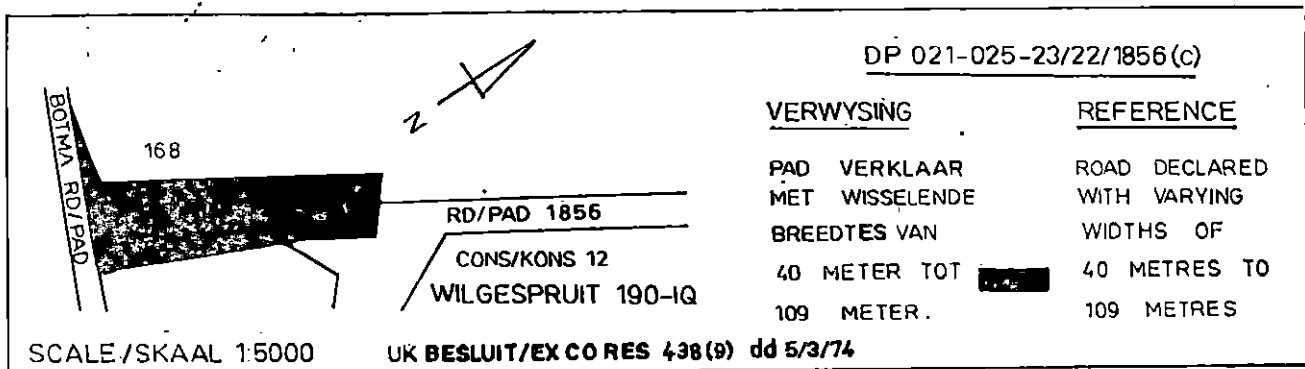 DP 021-025-23/22/1856(C)
VERWYSING
REFERENCE
PAD VERKLAAR
MET WISSELENDE
BREEDTES VAN
40 METER TOT
109 METER.
ROAD DECLARED
WITH VARYING
WIDTHS OF
40 METRES TO
109 METRES
N
BOTMA RD/PAD
168
RD/PAD 1856
CONS/KONS 12
WILGESPRUIT 190-IQ
SCALE/SKAAL 1:5000
UK BESLUIT/EX CO RES 438(9) dd 5/3/74